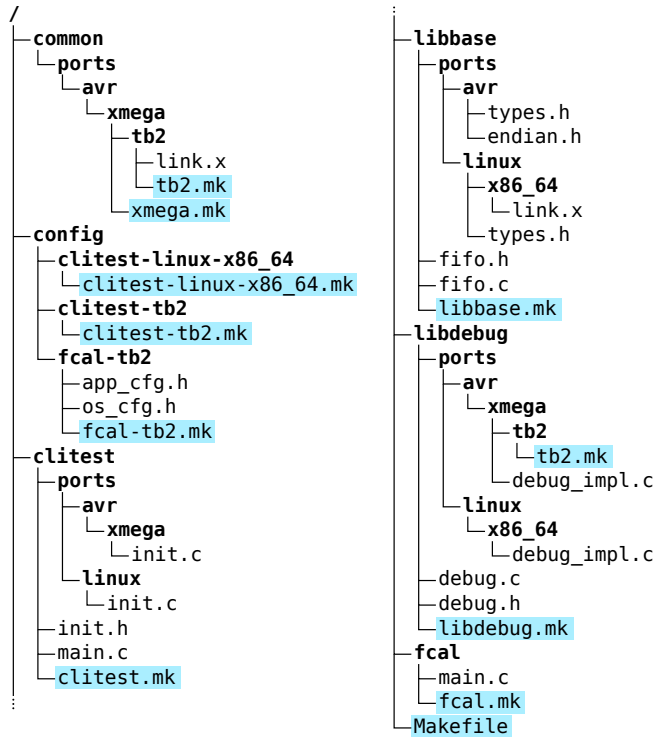 /
common
ports
avr
xmega
tb2
link.x
tb2.mk
xmega.mk
config
clitest-linux-x86_64
clitest-linux-x86_64.mk
clitest-tb2
clitest-tb2.mk
fcal-tb2
app_cfg.h
os_cfg.h
fcal-tb2.mk
clitest
ports
avr
xmega
init.c
linux
init.c
init.h
main.c
clitest.mk
libbase
ports
avr
types.h
endian.h
linux
x86_64
link.x
types.h
fifo.h
fifo.c
libbase.mk
libdebug
ports
avr
xmega
tb2
tb2.mk
debug_impl.c
linux
x86_64
debug_impl.c
debug.c
debug.h
libdebug.mk
fcal
main.c
fcal.mk
Makefile